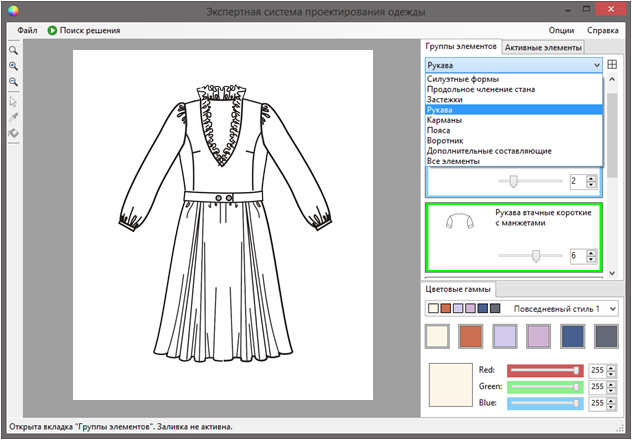 Экспертная система проектирования одежды
Файл
Поиск решения
Опции
Справка
Группы элементов
Активные элементы
Рукава
Силуэтные формы
Продольное членение стана
Застежки
Рукава
Карманы
Пояса
Воротник
Дополнительные составляющие
Все элементы
2
Рукава втачные короткие
с манжетами
6
Цветовые гаммы
Повседневный стиль 1
Red: 255
Green: 255
Blue: 255
Открыта вкладка "Группы элементов". Заливка не активна.